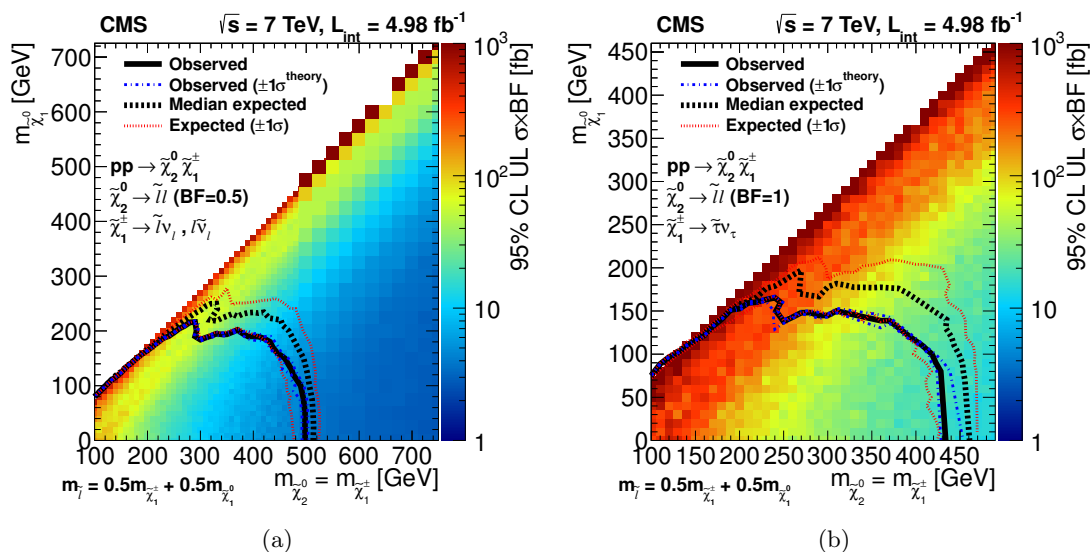 CMS √s = 7 TeV, L_int = 4.98 fb⁻¹
m_χ̃₁⁰ [GeV]
700
600
500
400
300
200
100
0
Observed
Observed (±1σ^theory)
Median expected
Expected (±1σ)
pp → χ̃₂⁰ χ̃₁^±
χ̃₂⁰ → l̃l (BF=0.5)
χ̃₁^± → l̃ν_l , lν̃_l
100 200 300 400 500 600 700
m_l̃ = 0.5m_χ̃₁^± + 0.5m_χ̃₁⁰
m_χ̃₂⁰ = m_χ̃₁^± [GeV]
10³
10²
10
1
95% CL UL σ×BF [fb]
(a)
CMS √s = 7 TeV, L_int = 4.98 fb⁻¹
m_χ̃₁⁰ [GeV]
450
400
350
300
250
200
150
100
50
0
Observed
Observed (±1σ^theory)
Median expected
Expected (±1σ)
pp → χ̃₂⁰ χ̃₁^±
χ̃₂⁰ → l̃l (BF=1)
χ̃₁^± → τ̃ν_τ
100 150 200 250 300 350 400 450
m_l̃ = 0.5m_χ̃₁^± + 0.5m_χ̃₁⁰
m_χ̃₂⁰ = m_χ̃₁^± [GeV]
10³
10²
10
1
95% CL UL σ×BF [fb]
(b)